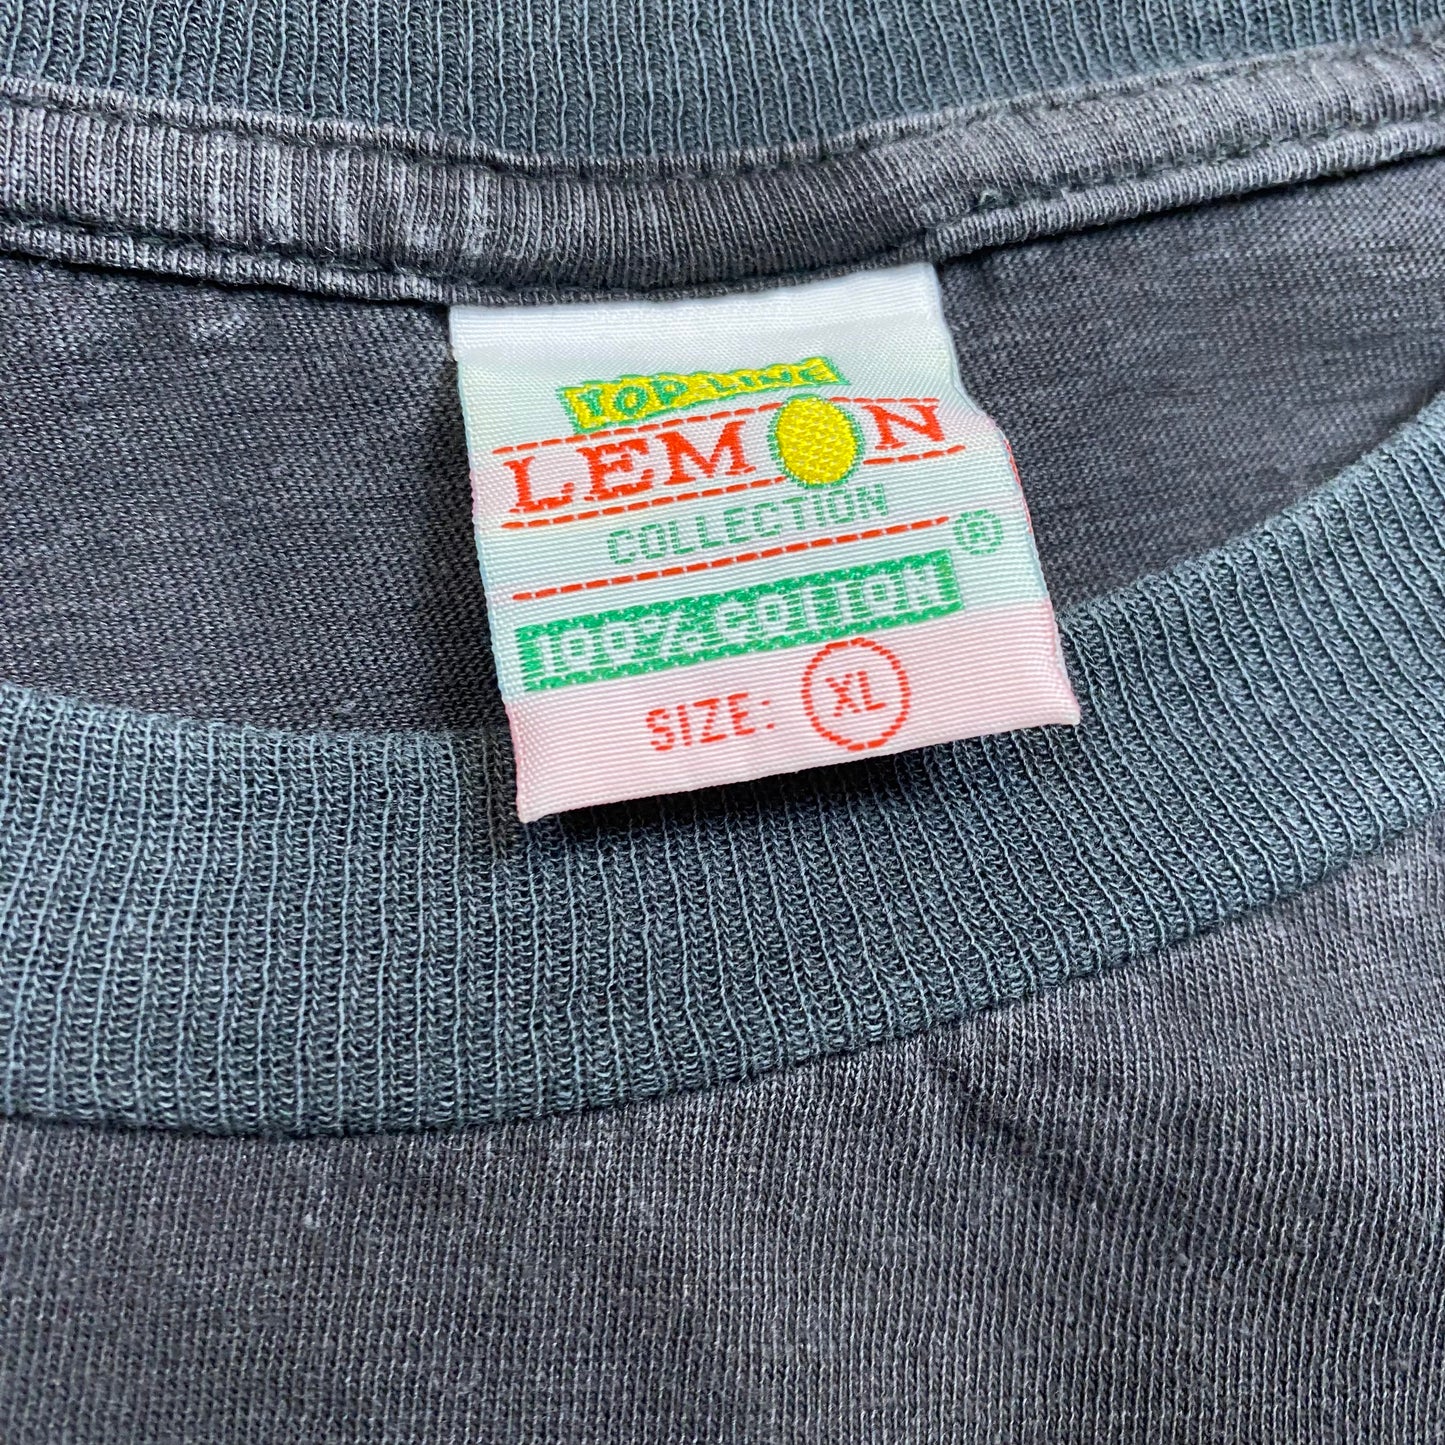 TOP LINE
LEMON
COLLECTION ®
100% COTTON
SIZE: XL